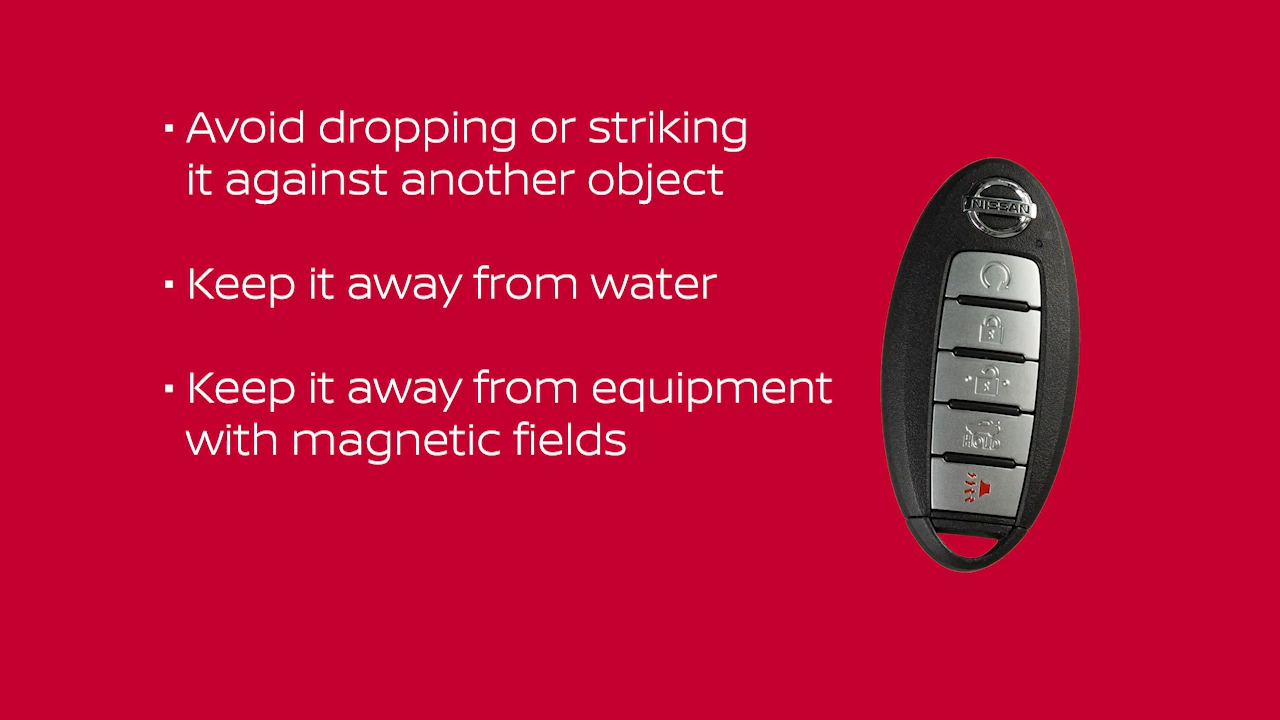 ▪ Avoid dropping or striking
it against another object
▪ Keep it away from water
▪ Keep it away from equipment
with magnetic fields
NISSAN
HOLD